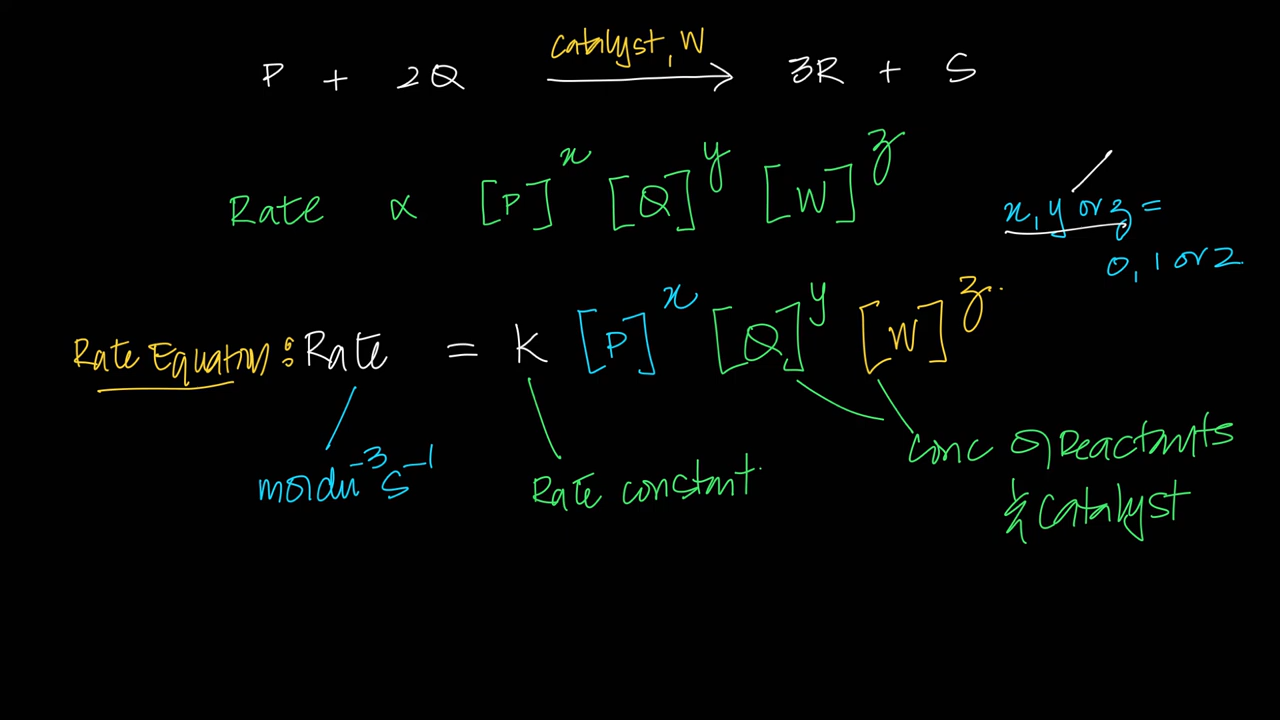 catalyst, W
P + 2Q → 3R + S
Rate ∝ [P]^x [Q]^y [W]^z
x, y or z =
0, 1 or 2
Rate Equation : Rate = K [P]^x [Q]^y [W]^z
moldm^-3 s^-1
Rate constant
Conc of Reactants
& Catalyst